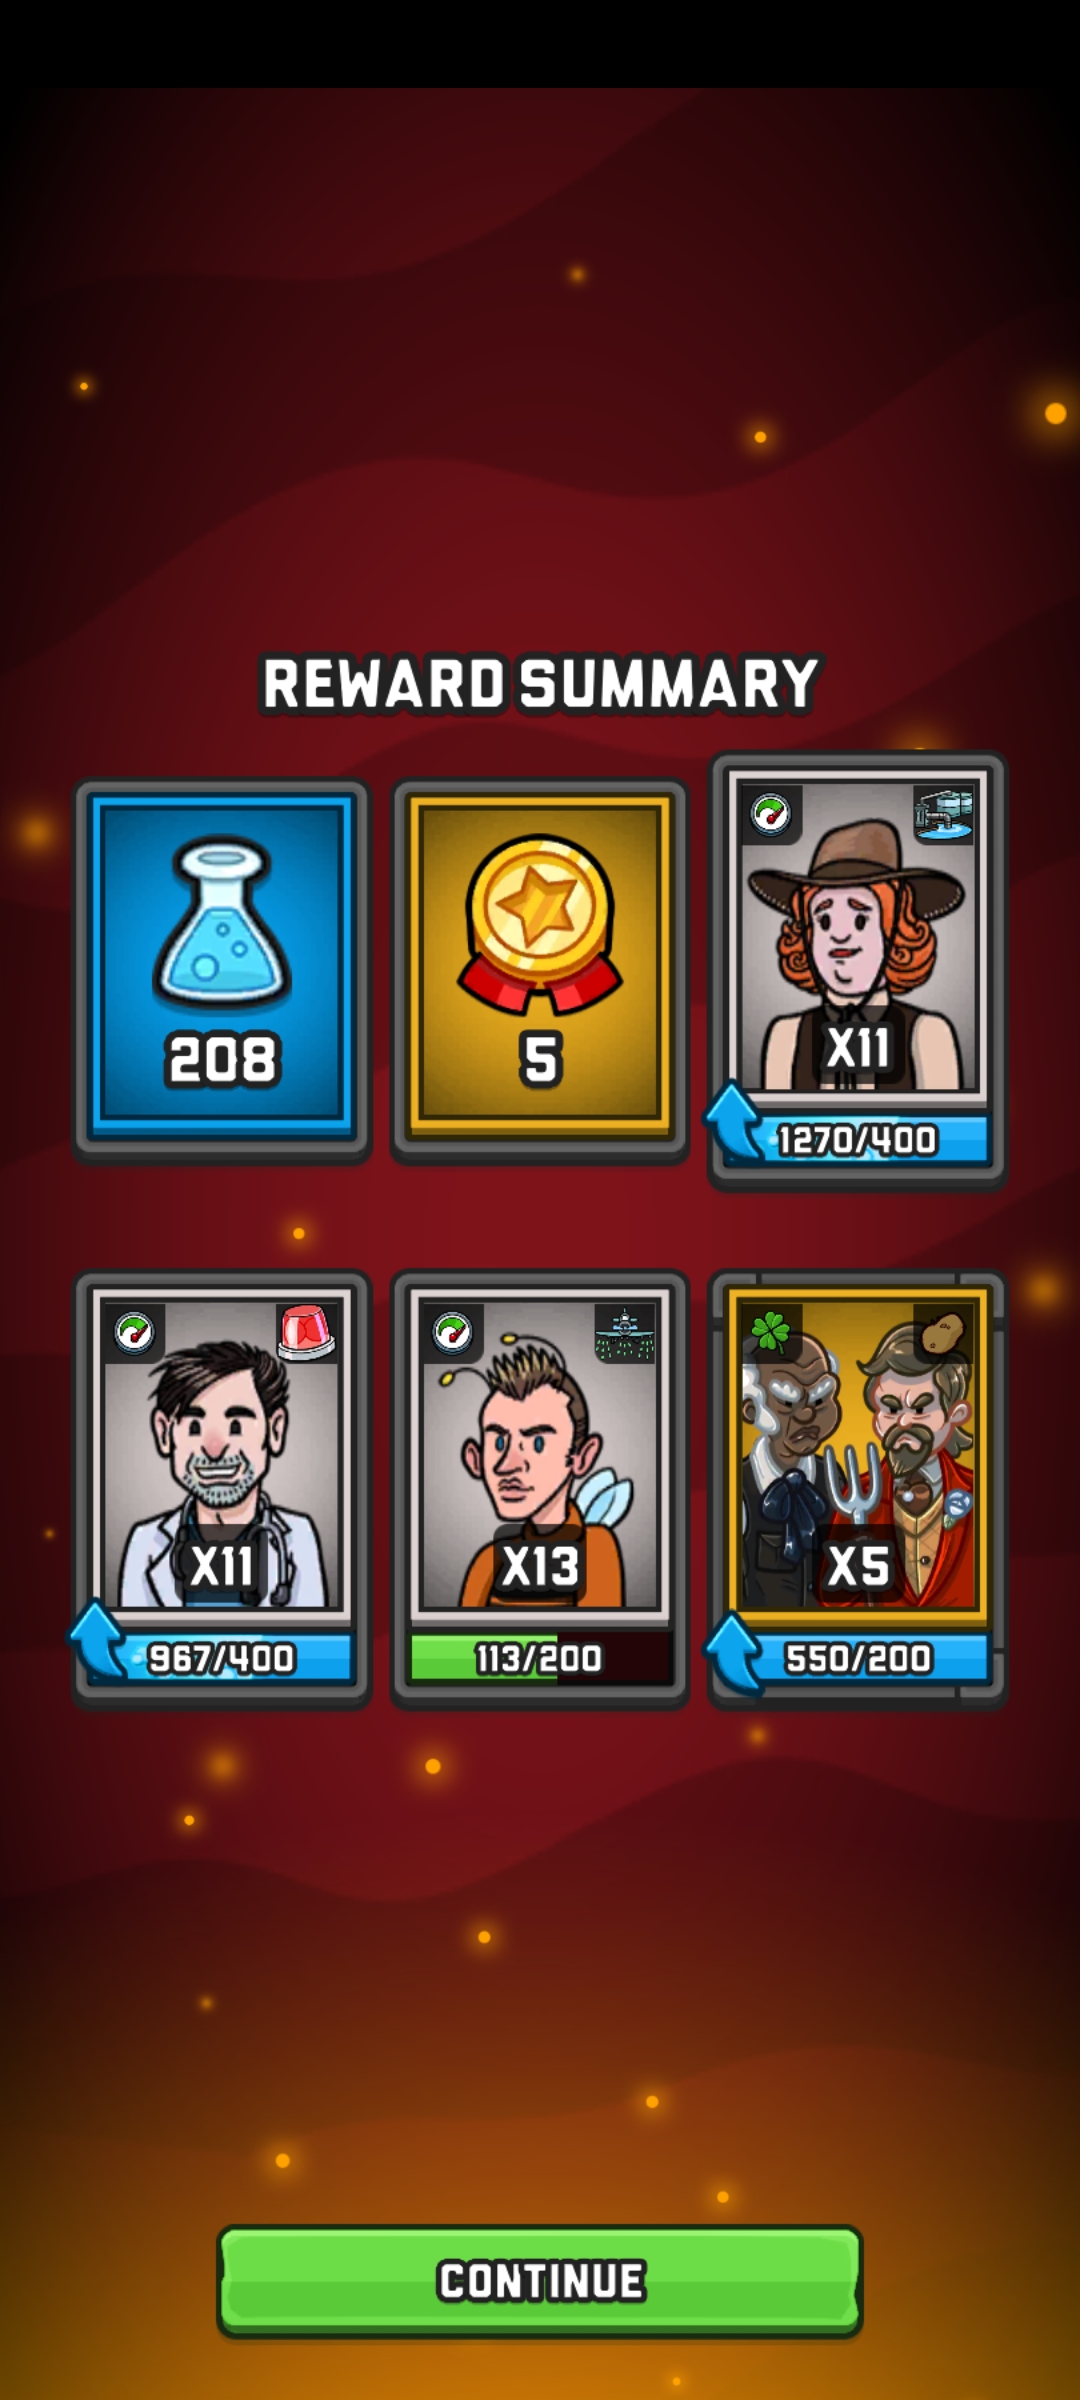 REWARD SUMMARY
208
5
X11
1270/400
X11
967/400
X13
113/200
X5
550/200
CONTINUE